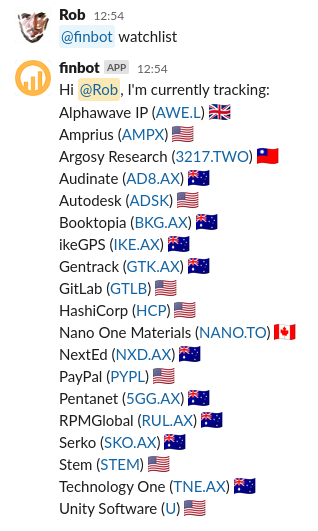 Rob 12:54
@finbot watchlist
finbot APP 12:54
Hi @Rob, I'm currently tracking:
Alphawave IP (AWE.L) 🇬🇧
Amprius (AMPX) 🇺🇸
Argosy Research (3217.TWO) 🇹🇼
Audinate (AD8.AX) 🇦🇺
Autodesk (ADSK) 🇺🇸
Booktopia (BKG.AX) 🇦🇺
ikeGPS (IKE.AX) 🇦🇺
Gentrack (GTK.AX) 🇦🇺
GitLab (GTLB) 🇺🇸
HashiCorp (HCP) 🇺🇸
Nano One Materials (NANO.TO) 🇨🇦
NextEd (NXD.AX) 🇦🇺
PayPal (PYPL) 🇺🇸
Pentanet (5GG.AX) 🇦🇺
RPMGlobal (RUL.AX) 🇦🇺
Serko (SKO.AX) 🇦🇺
Stem (STEM) 🇺🇸
Technology One (TNE.AX) 🇦🇺
Unity Software (U) 🇺🇸